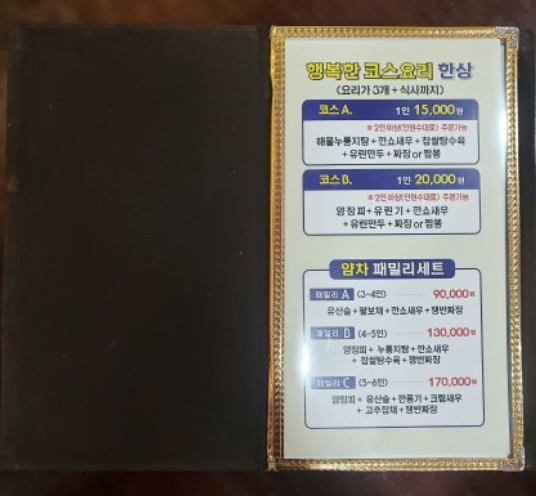 행복한 코스요리 한상
(요리가 3개 + 식사까지)
코스 A. 1인 15,000원
※ 2인 이상(인원수대로) 주문가능
해물누룽지탕 + 깐쇼새우 + 찹쌀탕수육
+ 유린만두 + 짜장 or 짬뽕
코스 B. 1인 20,000원
※ 2인 이상(인원수대로) 주문가능
양장피 + 유린기 + 깐쇼새우
+ 유린만두 + 짜장 or 짬뽕
얌차 패밀리세트
패밀리 A (3~4인) 90,000원
유산슬 + 팔보채 + 깐쇼새우 + 쟁반짜장
패밀리 B (4~5인) 130,000원
양장피 + 누룽지탕 + 깐쇼새우
+ 찹쌀탕수육 + 쟁반짜장
패밀리 C (5~6인) 170,000원
양장피 + 유산슬 + 깐풍기 + 크림새우
+ 고추잡채 + 쟁반짜장